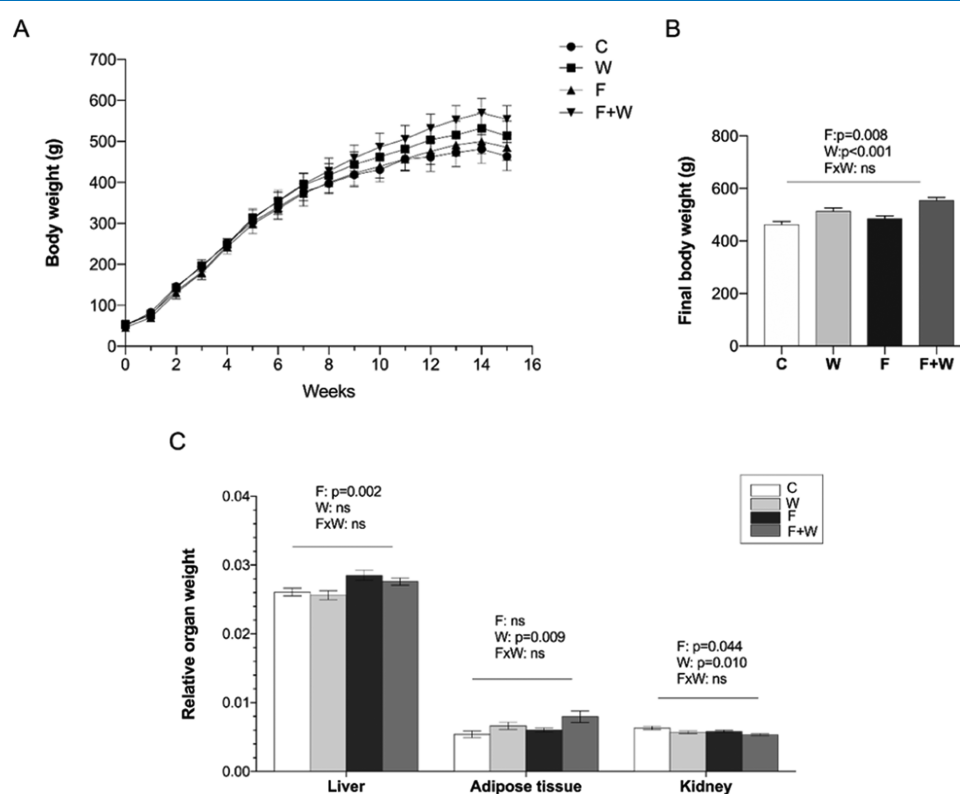 A
C
W
F
F+W
700
600
500
400
300
200
100
0
Body weight (g)
0 2 4 6 8 10 12 14 16
Weeks
B
F:p=0.008
W:p<0.001
FxW: ns
800
600
400
200
0
Final body weight (g)
C W F F+W
C
C
W
F
F+W
0.04
0.03
0.02
0.01
0.00
Relative organ weight
F: p=0.002
W: ns
FxW: ns
F: ns
W: p=0.009
FxW: ns
F: p=0.044
W: p=0.010
FxW: ns
Liver Adipose tissue Kidney